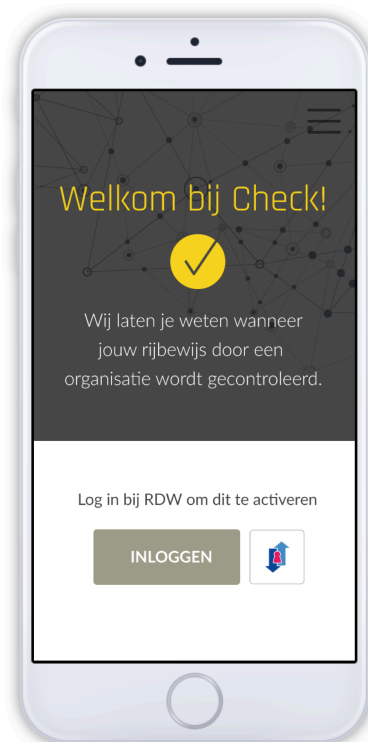 Welkom bij Check!
Wij laten je weten wanneer
jouw rijbewijs door een
organisatie wordt gecontroleerd.
Log in bij RDW om dit te activeren
INLOGGEN